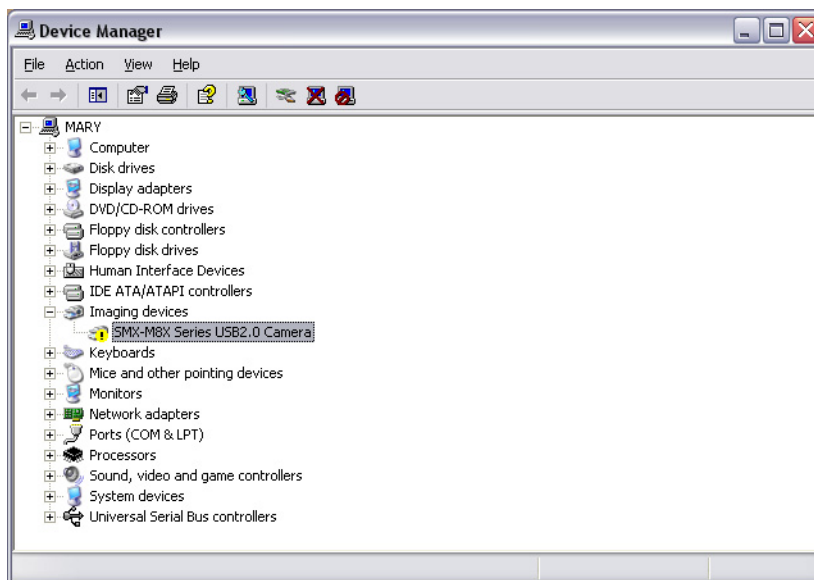 Device Manager
File Action View Help
MARY
Computer
Disk drives
Display adapters
DVD/CD-ROM drives
Floppy disk controllers
Floppy disk drives
Human Interface Devices
IDE ATA/ATAPI controllers
Imaging devices
SMX-M8X Series USB2.0 Camera
Keyboards
Mice and other pointing devices
Monitors
Network adapters
Ports (COM & LPT)
Processors
Sound, video and game controllers
System devices
Universal Serial Bus controllers